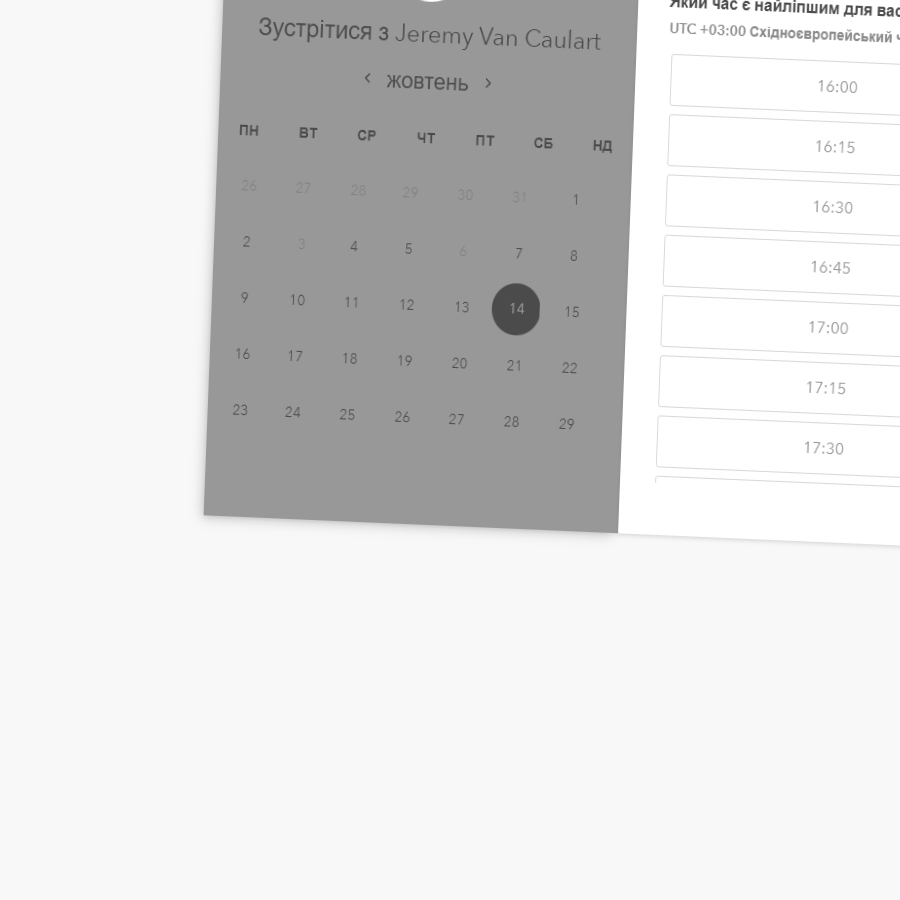 Зустрітися з Jeremy Van Caulart
жовтень
ПН ВТ СР ЧТ ПТ СБ НД
26 27 28 29 30 31 1
2 3 4 5 6 7 8
9 10 11 12 13 14 15
16 17 18 19 20 21 22
23 24 25 26 27 28 29
Який час є найліпшим для вас
UTC +03:00 Східноєвропейський
16:00
16:15
16:30
16:45
17:00
17:15
17:30